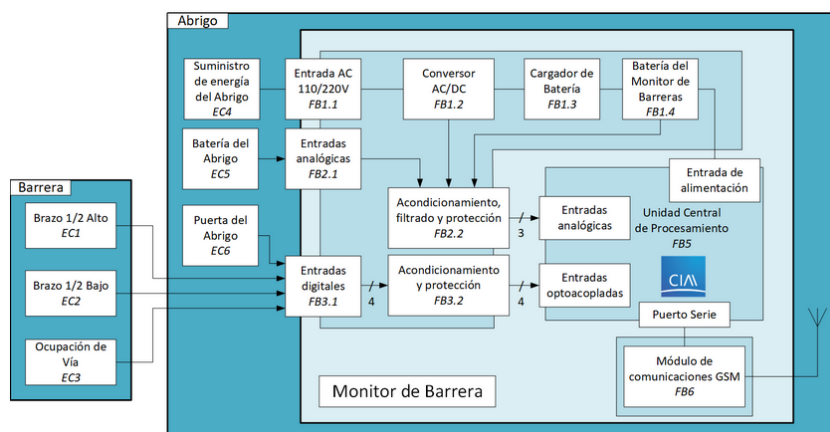 Abrigo
Suministro
de energía
del Abrigo
EC4
Entrada AC
110/220V
FB1.1
Conversor
AC/DC
FB1.2
Cargador de
Batería
FB1.3
Batería del
Monitor de
Barreras
FB1.4
Batería del
Abrigo
EC5
Entradas
analógicas
FB2.1
Entrada de
alimentación
Barrera
Brazo 1/2 Alto
EC1
Puerta del
Abrigo
EC6
Acondicionamiento,
filtrado y protección
FB2.2
3
Entradas
analógicas
Unidad Central
de Procesamiento
FB5
Brazo 1/2 Bajo
EC2
Entradas
digitales
FB3.1
4
Acondicionamiento
y protección
FB3.2
4
Entradas
optoacopladas
CIAA
Puerto Serie
Ocupación de
Vía
EC3
Módulo de
comunicaciones GSM
FB6
Monitor de Barrera